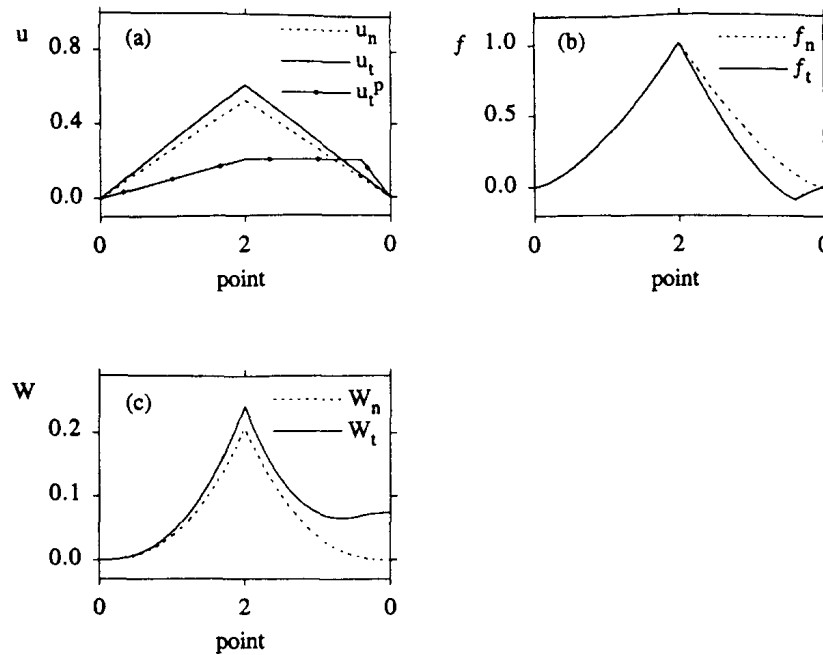 u
0.8
0.4
0.0
(a)
u_n
u_t
u_t^p
0 2 0
point
f
1.0
0.5
0.0
(b)
f_n
f_t
0 2 0
point
W
0.2
0.1
0.0
(c)
W_n
W_t
0 2 0
point